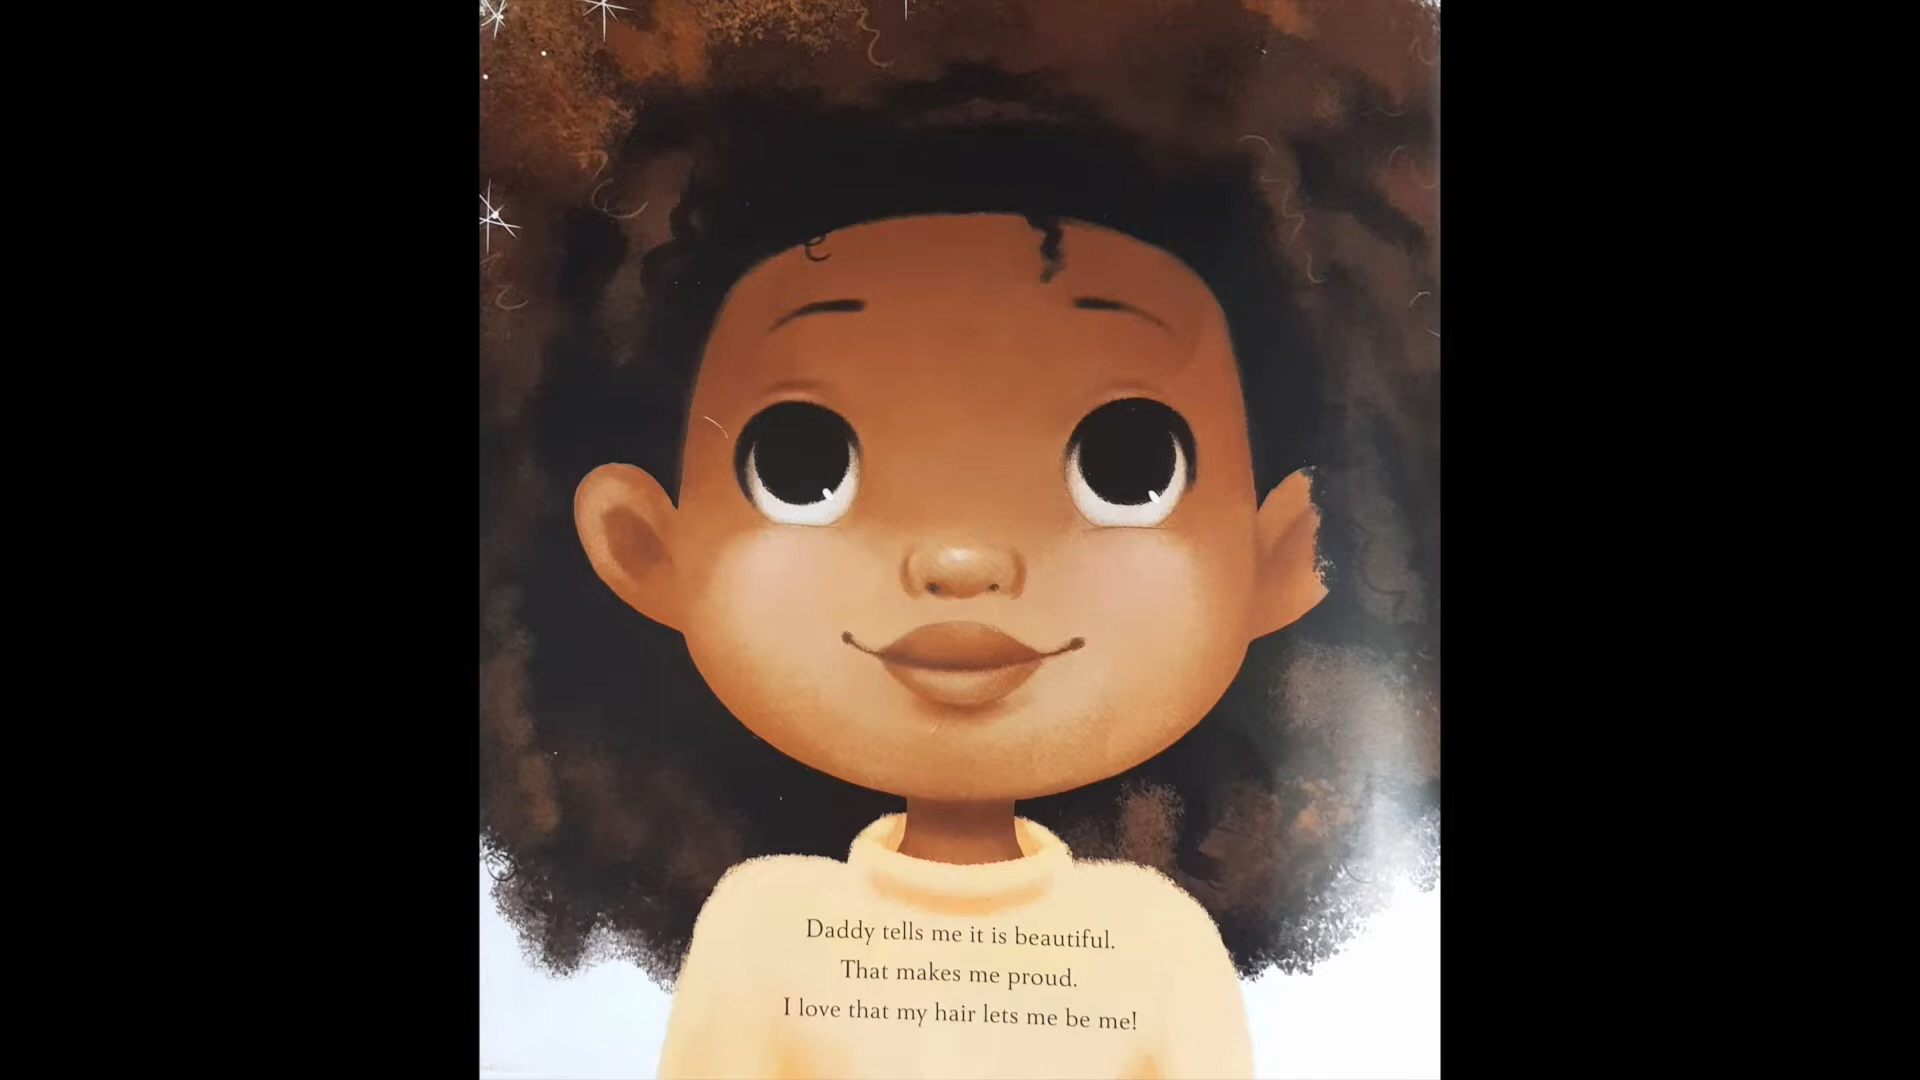 Daddy tells me it is beautiful.
That makes me proud.
I love that my hair lets me be me!